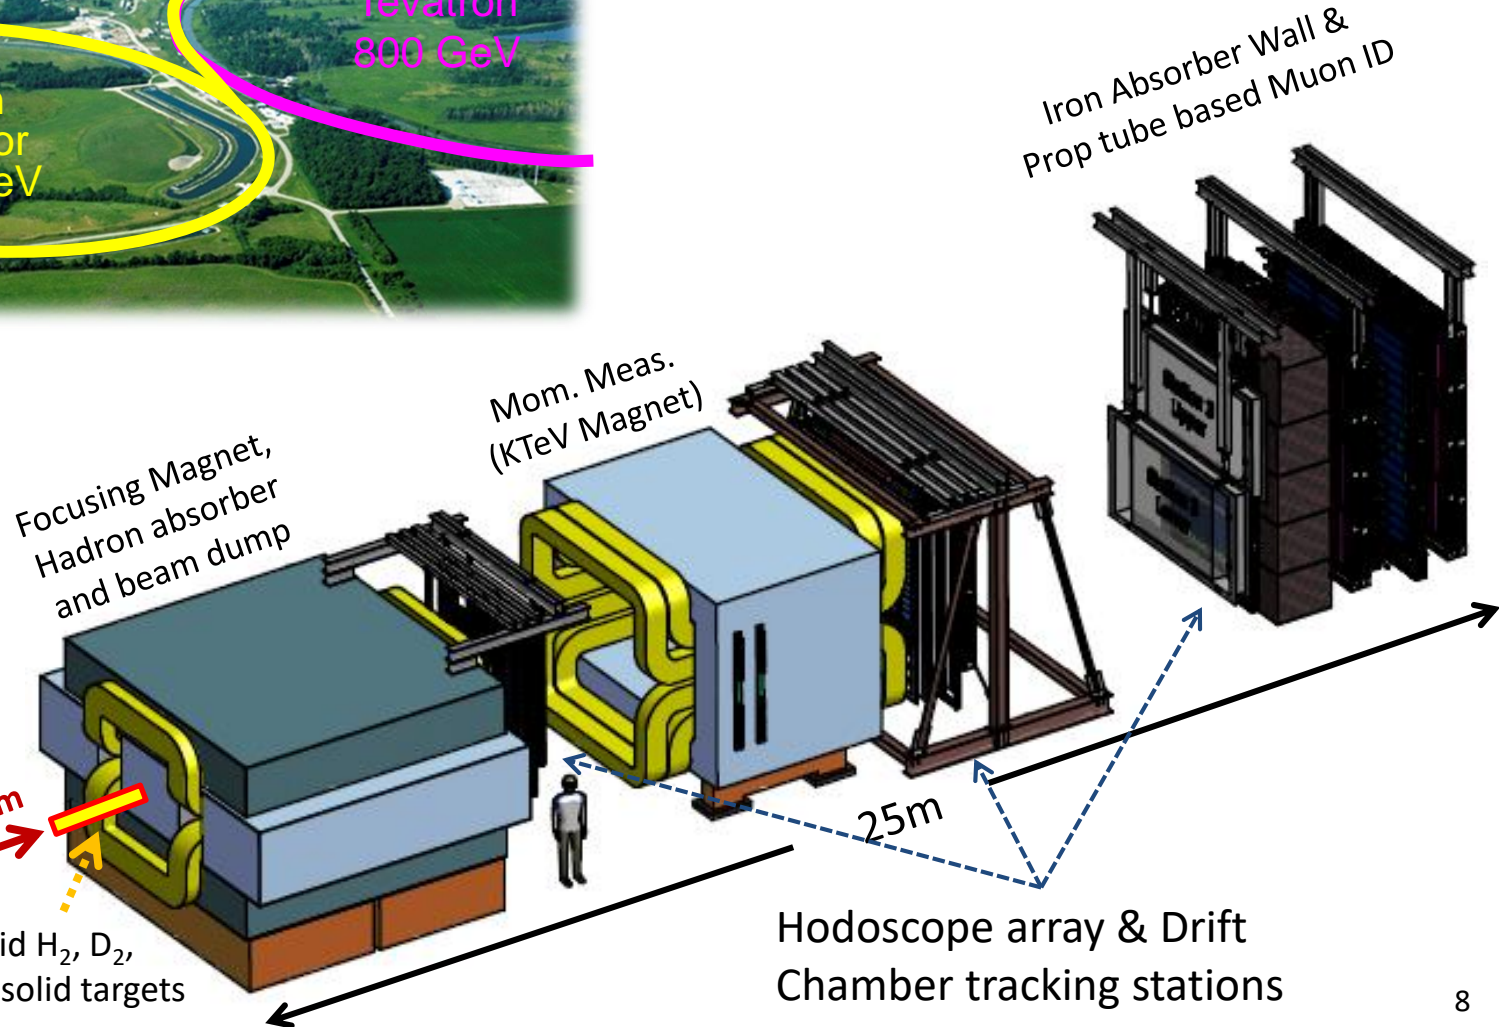 Tevatron
800 GeV
Iron Absorber Wall &
Prop tube based Muon ID
Mom. Meas.
(KTeV Magnet)
Focusing Magnet,
Hadron absorber
and beam dump
25m
H₂, D₂,
solid targets
Hodoscope array & Drift
Chamber tracking stations
8